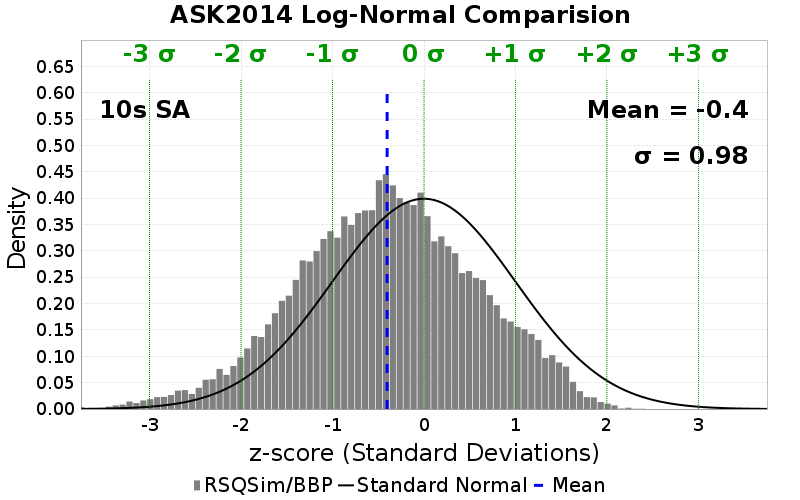 ASK2014 Log-Normal Comparision
-3 σ -2 σ -1 σ 0 σ +1 σ +2 σ +3 σ
10s SA
Mean = -0.4
σ = 0.98
Density
0.65
0.60
0.55
0.50
0.45
0.40
0.35
0.30
0.25
0.20
0.15
0.10
0.05
0.00
-3 -2 -1 0 1 2 3
z-score (Standard Deviations)
RSQSim/BBP Standard Normal Mean